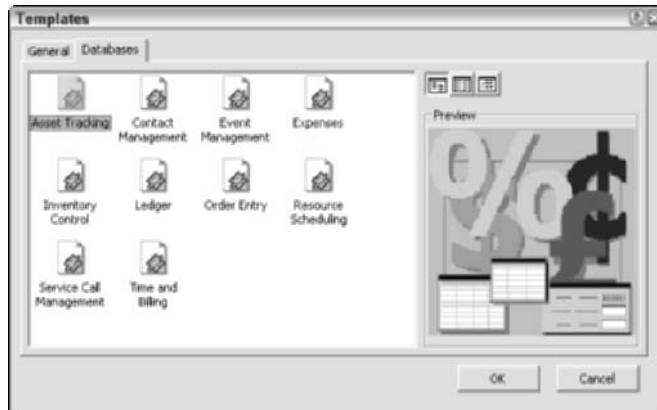 Templates
General Databases
Preview
Asset Tracking Contact Management Event Management Expenses
Inventory Control Ledger Order Entry Resource Scheduling
Service Call Management Time and Billing
OK Cancel